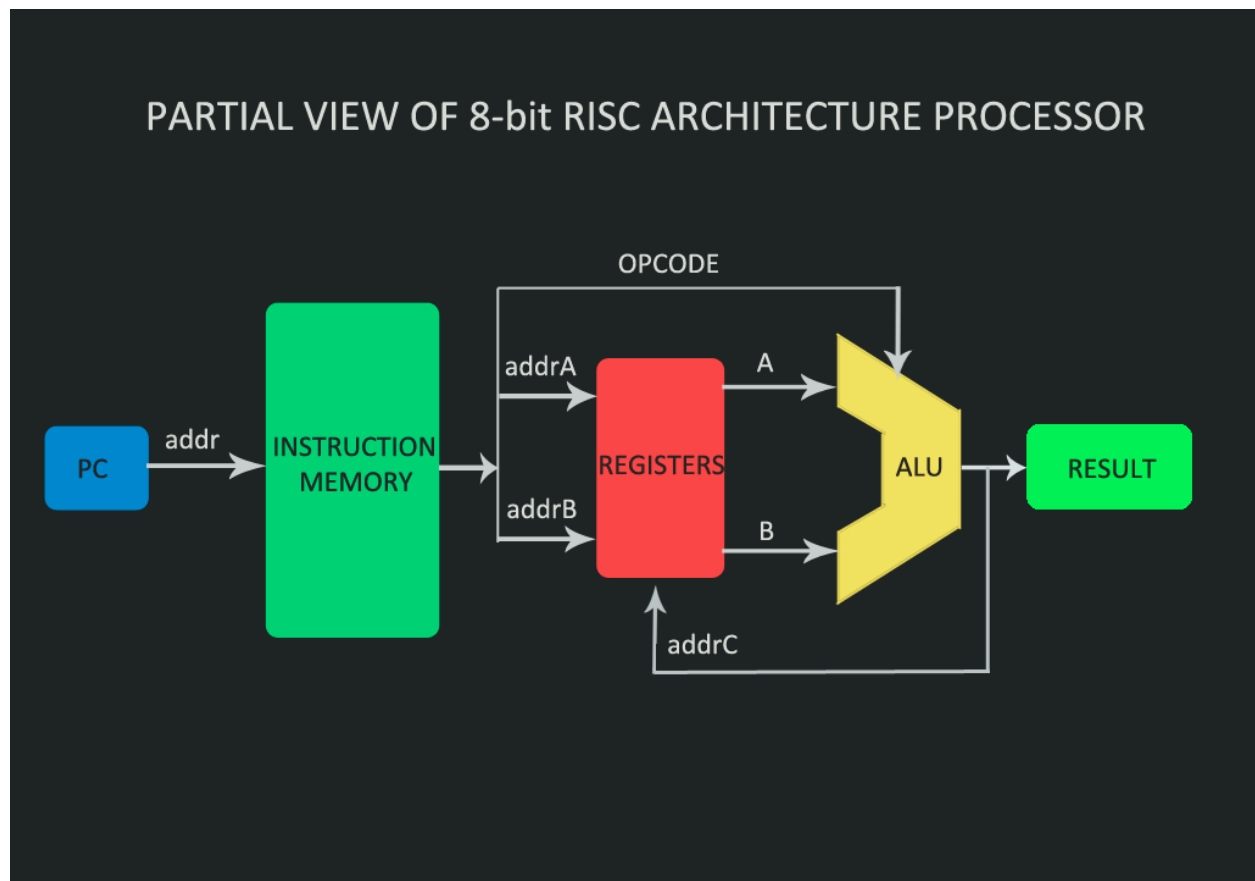 PARTIAL VIEW OF 8-bit RISC ARCHITECTURE PROCESSOR
OPCODE
addrA
A
addr
PC
INSTRUCTION
MEMORY
REGISTERS
ALU
RESULT
addrB
B
addrC